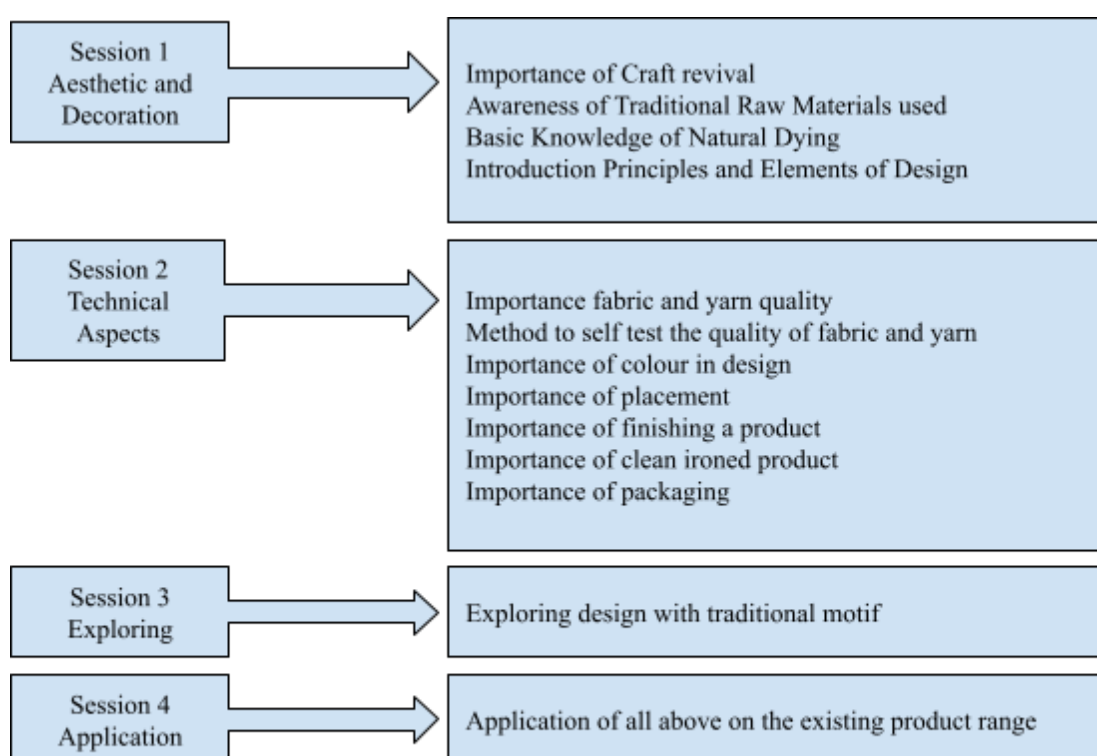 Session 1
Aesthetic and
Decoration
Importance of Craft revival
Awareness of Traditional Raw Materials used
Basic Knowledge of Natural Dying
Introduction Principles and Elements of Design
Session 2
Technical
Aspects
Importance fabric and yarn quality
Method to self test the quality of fabric and yarn
Importance of colour in design
Importance of placement
Importance of finishing a product
Importance of clean ironed product
Importance of packaging
Session 3
Exploring
Exploring design with traditional motif
Session 4
Application
Application of all above on the existing product range